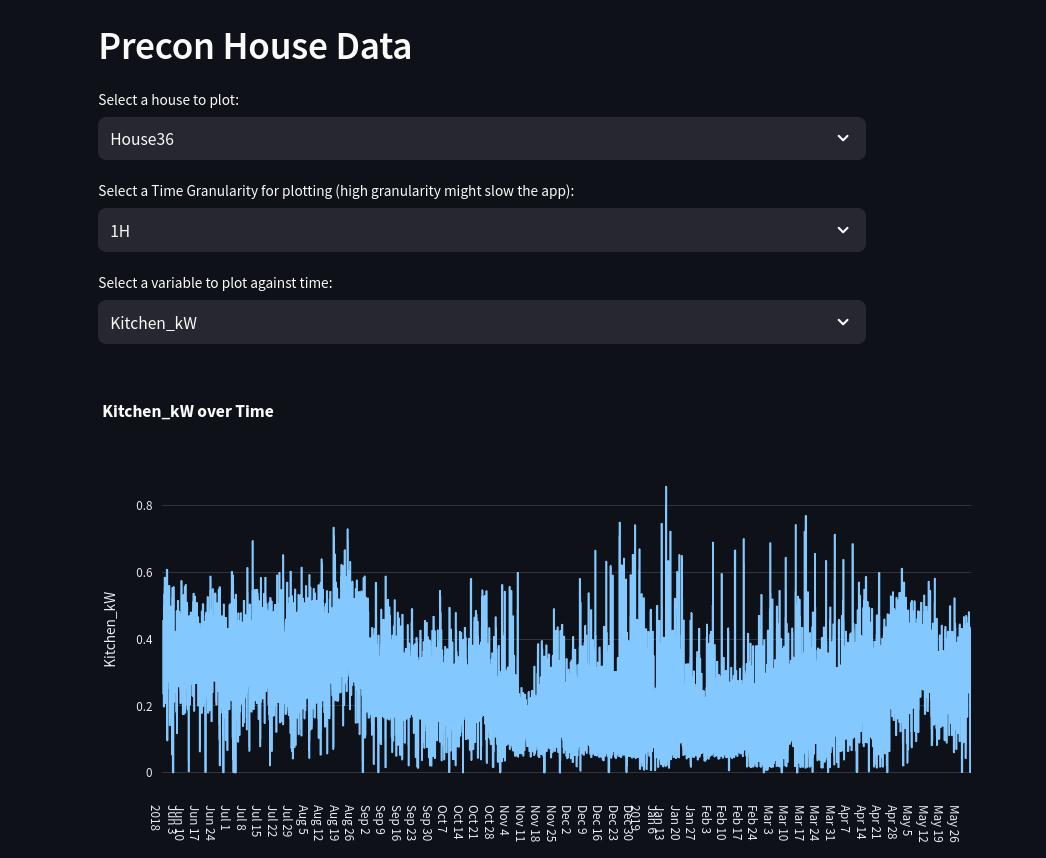 Precon House Data
Select a house to plot:
House36
Select a Time Granularity for plotting (high granularity might slow the app):
1H
Select a variable to plot against time:
Kitchen_kW
Kitchen_kW over Time
Kitchen_kW
0.8
0.6
0.4
0.2
0
2018
Jun 3
Jun 10
Jun 17
Jun 24
Jul 1
Jul 8
Jul 15
Jul 22
Jul 29
Aug 5
Aug 12
Aug 19
Aug 26
Sep 2
Sep 9
Sep 16
Sep 23
Sep 30
Oct 7
Oct 14
Oct 21
Oct 28
Nov 4
Nov 11
Nov 18
Nov 25
Dec 2
Dec 9
Dec 16
Dec 23
Dec 30
2019
Jan 6
Jan 13
Jan 20
Jan 27
Feb 3
Feb 10
Feb 17
Feb 24
Mar 3
Mar 10
Mar 17
Mar 24
Mar 31
Apr 7
Apr 14
Apr 21
Apr 28
May 5
May 12
May 19
May 26